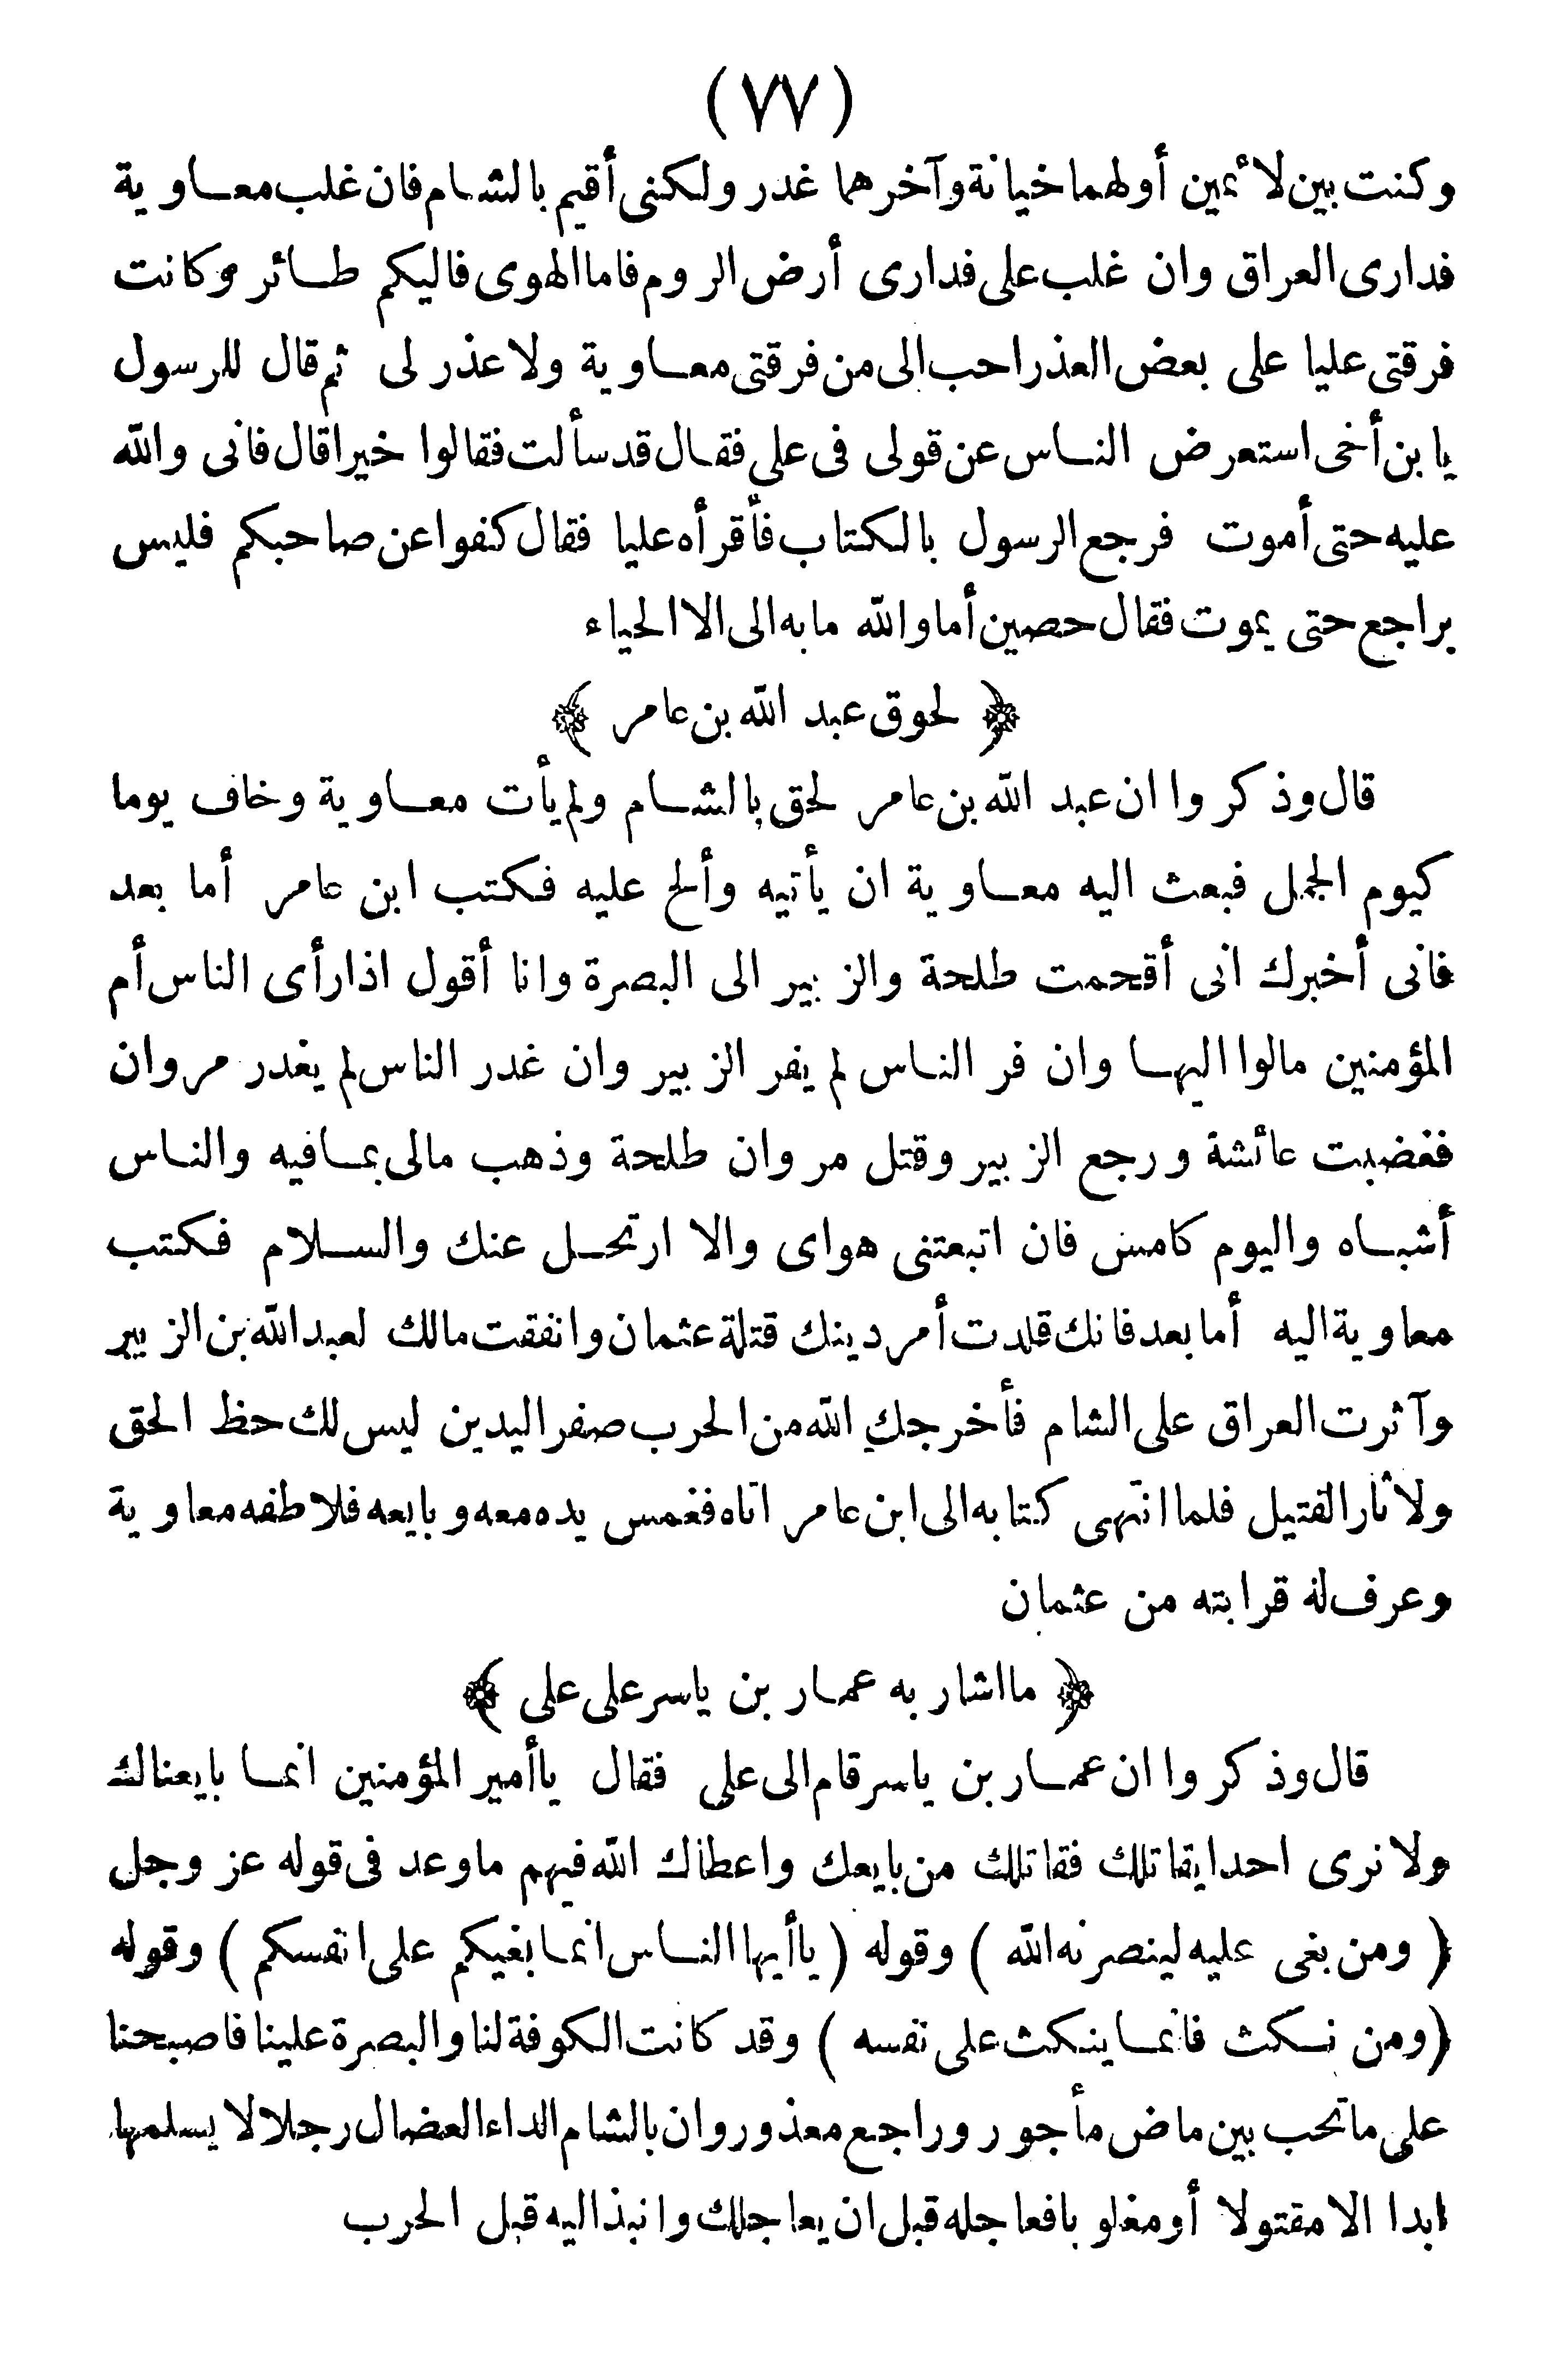 (٧٧)
وكنت بين لائمين أولهما خيانة وآخرهما غدر ولكنى أقيم بالشام فان غلب معاوية
فدارى العراق وان غلب على فدارى أرض الروم فاما الهوى فاليكم طائر وكانت
فرقتى عليا على بعض العذر احب الى من فرقتى معاوية ولا عذر لى ثم قال للرسول
يا بن أخى استعرض الناس عن قولى فى على فقال قد سألت فقالوا خيرا قال فانى والله
عليه حتى أموت فرجع الرسول بالكتاب فأقرأه عليا فقال كفوا عن صاحبكم فليس
براجع حتى يموت فقال حصين أما والله ما به الى الا الحياء
﴿ لحوق عبد الله بن عامر ﴾
قال وذكروا ان عبد الله بن عامر لحق بالشام ولم يأت معاوية وخاف يوما
كيوم الجمل فبعث اليه معاوية ان يأتيه وألح عليه فكتب ابن عامر أما بعد
فانى أخبرك انى أقحمت طلحة والزبير الى البصرة وانا أقول اذا رأى الناس أم
المؤمنين مالوا اليها وان فر الناس لم يفر الزبير وان غدر الناس لم يغدر مروان
فغضبت عائشة ورجع الزبير وقتل مروان طلحة وذهب مالى بما فيه والناس
أشباه واليوم كامس فان اتبعتنى هواى والا ارتحل عنك والسلام فكتب
معاوية اليه أما بعد فانك قلدت أمر دينك قتلة عثمان وانفقت مالك لعبد الله بن الزبير
وآثرت العراق على الشام فأخرجك الله من الحرب صفر اليدين ليس لك حظ الحق
ولا ثار القتيل فلما انتهى كتابه الى ابن عامر اتاه فغمس يده معه وبايعه فلاطفه معاوية
وعرف له قرابته من عثمان
﴿ ما اشار به عمار بن ياسر على على ﴾
قال وذكروا ان عمار بن ياسر قام الى على فقال يا أمير المؤمنين انما بايعناك
ولا نرى احدا يقاتلك فقاتلك من بايعك واعطاك الله فيهم ما وعد فى قوله عز وجل
( ومن بغى عليه لينصرنه الله ) وقوله ( يا أيها الناس انما بغيكم على انفسكم ) وقوله
(ومن نكث فانما ينكث على نفسه ) وقد كانت الكوفة لنا والبصرة علينا فاصبحنا
على ما تحب بين ماض مأجور وراجع معذور وان بالشام الداء العضال رجلا لا يسلمها
ابدا الا مقتولا أو مغلوبا فعاجله قبل ان يعاجلك وانبذ اليه قبل الحرب